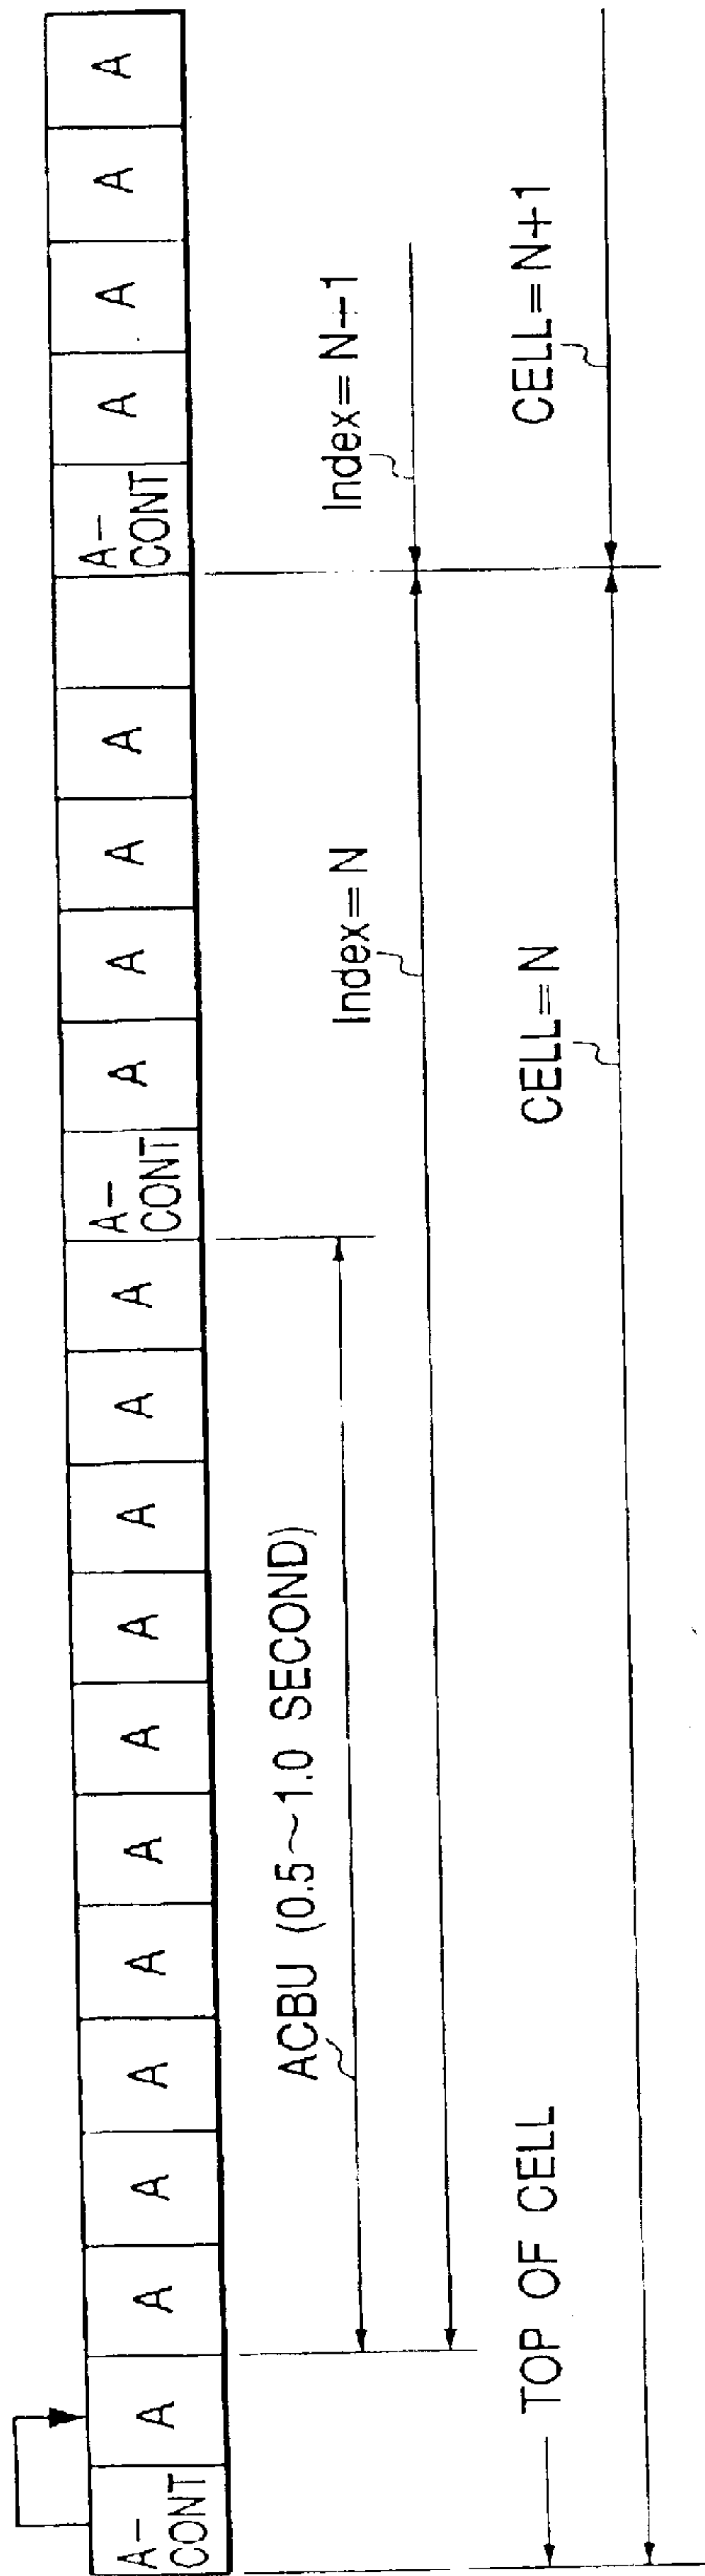 A-CONT A A A A A A A A A A A A-CONT A A A A A-CONT A A A A
ACBU (0.5~1.0 SECOND)
Index=N
Index=N+1
TOP OF CELL
CELL=N
CELL=N+1